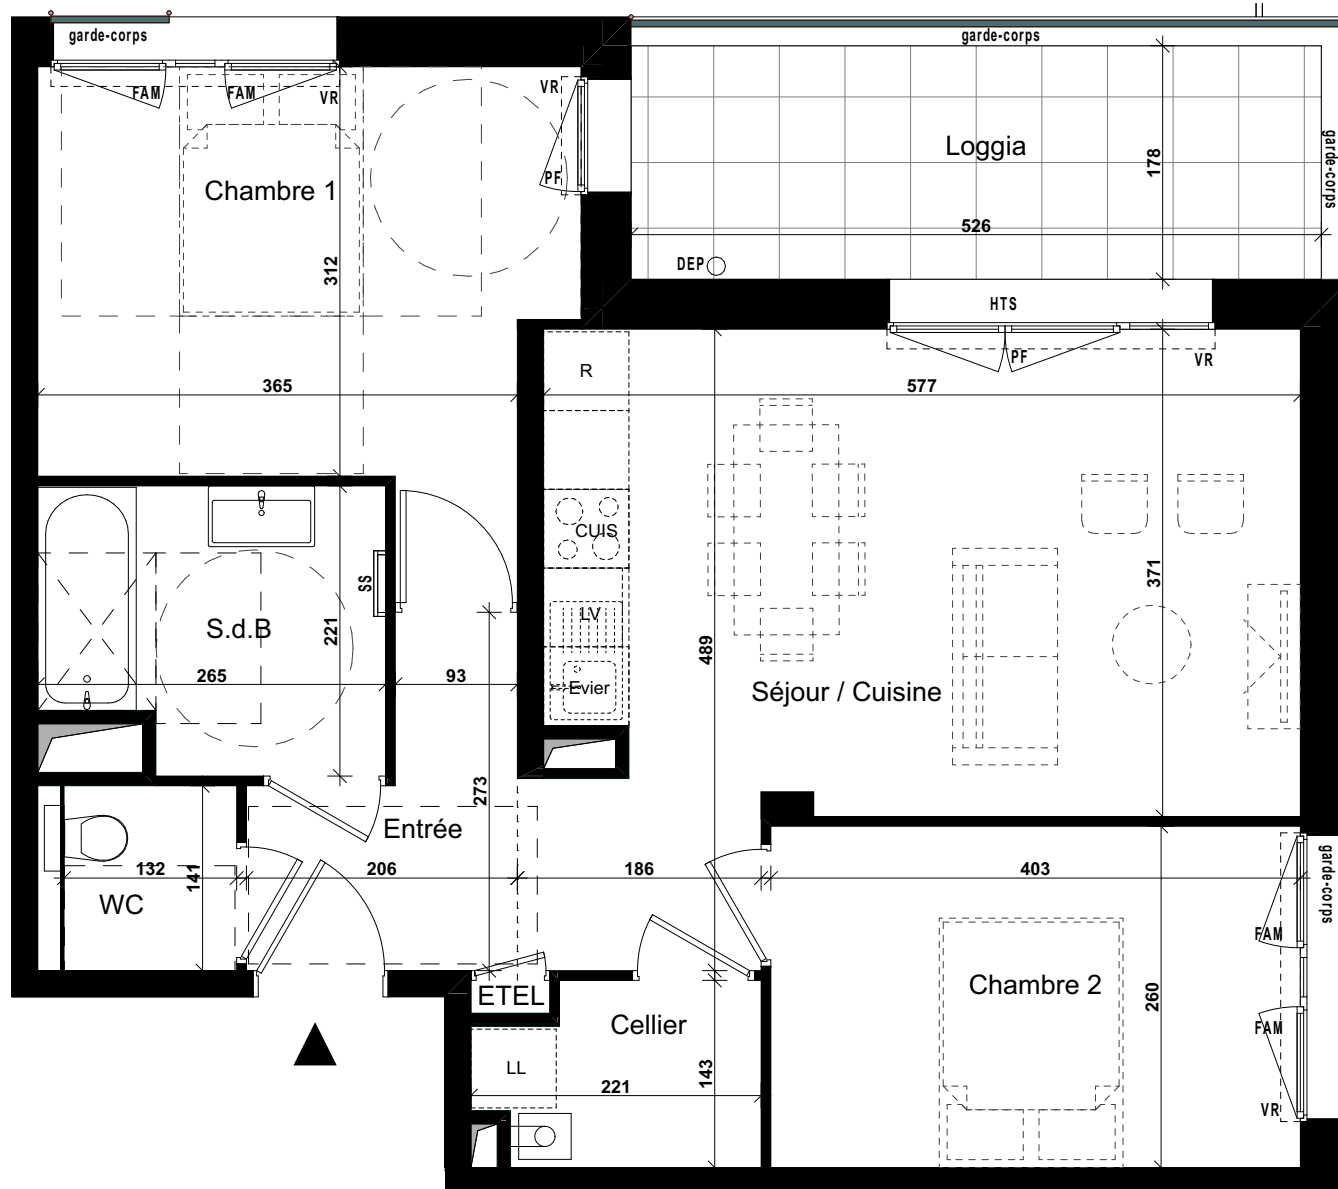 garde-corps
garde-corps
FAM
FAM
VR
VR
Loggia
178
garde-corps
Chambre 1
PF
526
312
DEP
HTS
R
PF
VR
365
577
CUIS
SS
371
LV
S.d.B
221
489
265
93
Evier
Séjour / Cuisine
273
Entrée
132
141
206
186
403
garde-corps
WC
FAM
ETEL
Chambre 2
260
Cellier
FAM
LL
143
221
VR